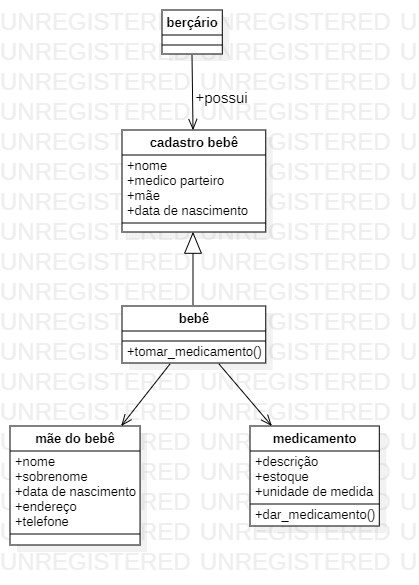 berçário
+possui
cadastro bebê
+nome
+medico parteiro
+mãe
+data de nascimento
bebê
+tomar_medicamento()
mãe do bebê
+nome
+sobrenome
+data de nascimento
+endereço
+telefone
medicamento
+descrição
+estoque
+unidade de medida
+dar_medicamento()
UNREGISTERED